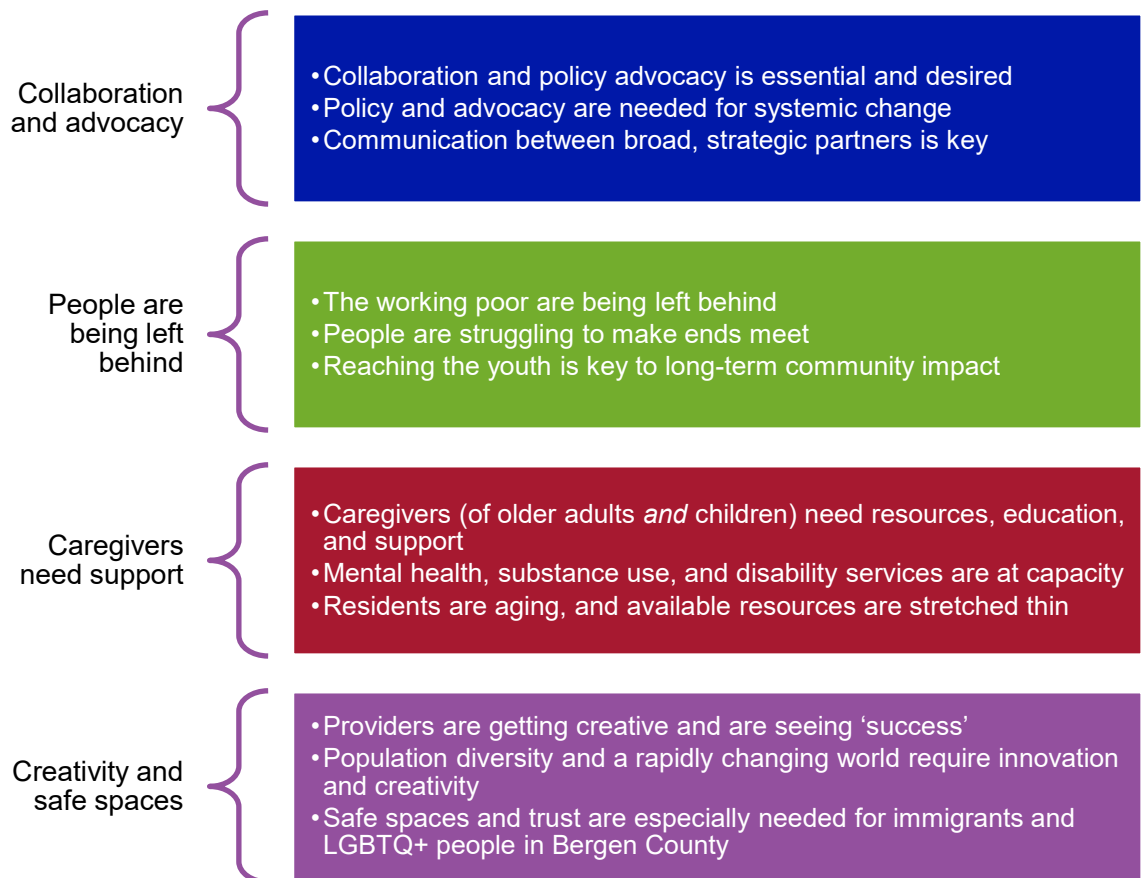 Collaboration
and advocacy
•Collaboration and policy advocacy is essential and desired
•Policy and advocacy are needed for systemic change
•Communication between broad, strategic partners is key
People are
being left
behind
•The working poor are being left behind
•People are struggling to make ends meet
•Reaching the youth is key to long-term community impact
Caregivers
need support
•Caregivers (of older adults and children) need resources, education,
and support
•Mental health, substance use, and disability services are at capacity
•Residents are aging, and available resources are stretched thin
Creativity and
safe spaces
•Providers are getting creative and are seeing ‘success’
•Population diversity and a rapidly changing world require innovation
and creativity
•Safe spaces and trust are especially needed for immigrants and
LGBTQ+ people in Bergen County